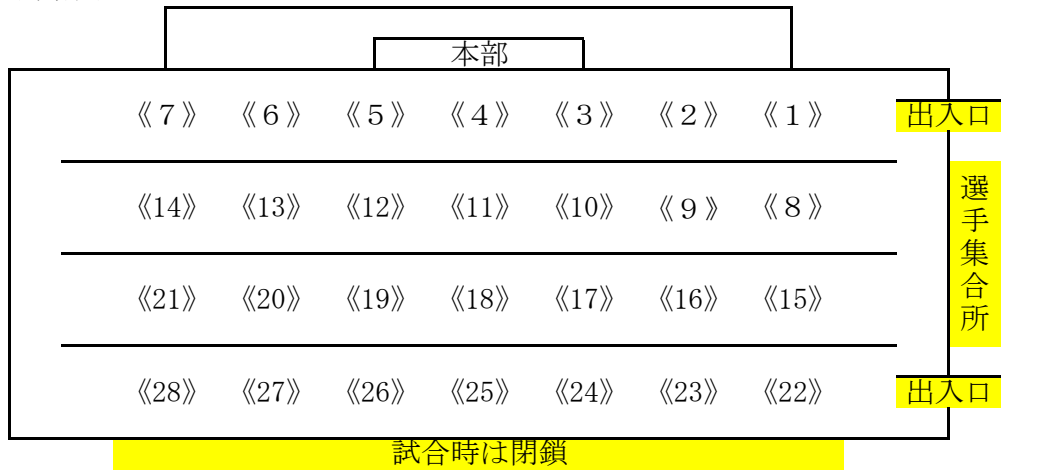 本部
《７》 《６》 《５》 《４》 《３》 《２》 《１》 出入口
《14》 《13》 《12》 《11》 《10》 《９》 《８》
選手集合所
《21》 《20》 《19》 《18》 《17》 《16》 《15》
《28》 《27》 《26》 《25》 《24》 《23》 《22》 出入口
試合時は閉鎖